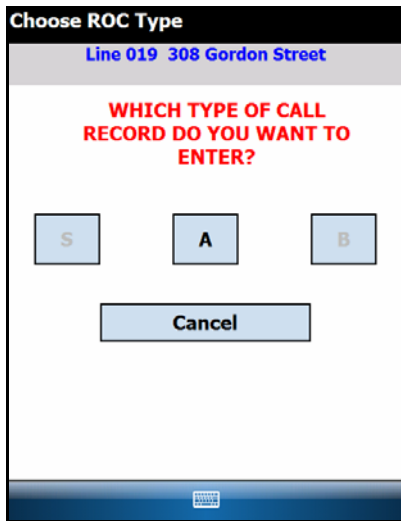 Choose ROC Type
Line 019 308 Gordon Street
WHICH TYPE OF CALL
RECORD DO YOU WANT TO
ENTER?
S A B
Cancel